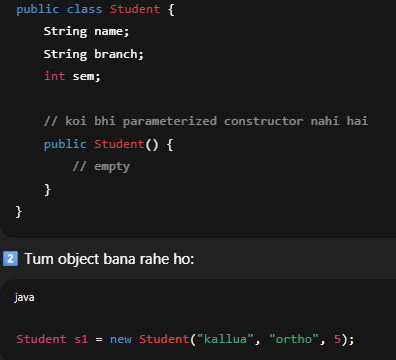 public class Student {
String name;
String branch;
int sem;
// koi bhi parameterized constructor nahi hai
public Student() {
// empty
}
}
2 Tum object bana rahe ho:
java
Student s1 = new Student("kallua", "ortho", 5);